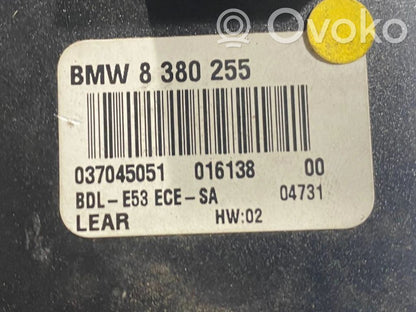 Ovoko
BMW 8 380 255
037045051 016138 00
BDL-E53 ECE-SA 04731
LEAR HW:02